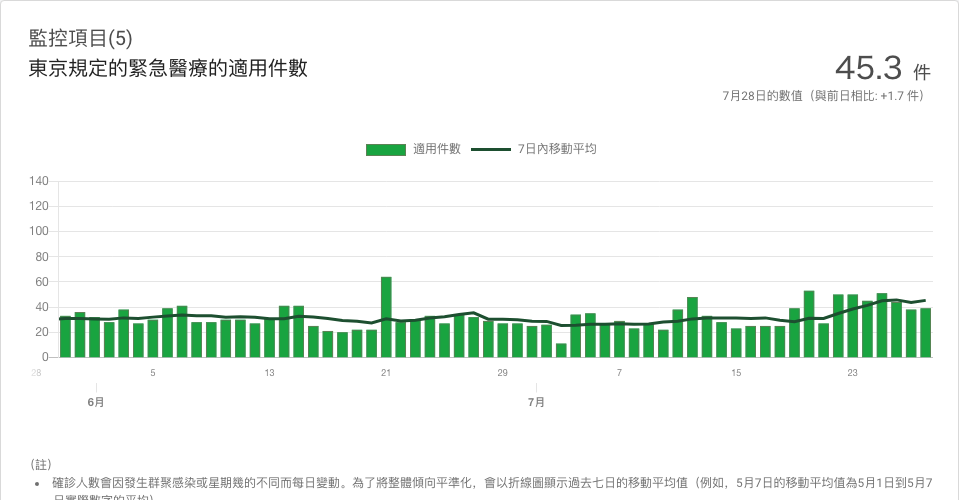 監控項目(5)
東京規定的緊急醫療的適用件數
45.3 件
7月28日的數值（與前日相比: +1.7 件）
適用件數 7日內移動平均
140
120
100
80
60
40
20
0
28 5 13 21 29 7 15 23
6月 7月
（註）
• 確診人數會因發生群聚感染或星期幾的不同而每日變動。為了將整體傾向平準化，會以折線圖顯示過去七日的移動平均值（例如，5月7日的移動平均值為5月1日到5月7
日實際數字的平均）